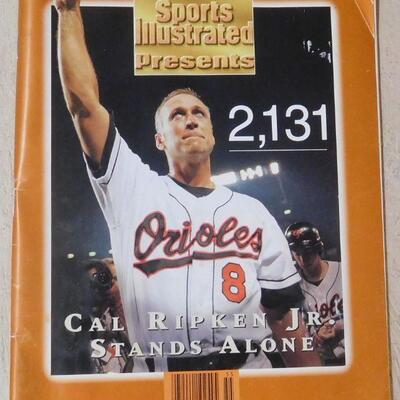 Sports
Illustrated
Presents
2,131
Orioles
8
CAL RIPKEN JR.
STANDS ALONE